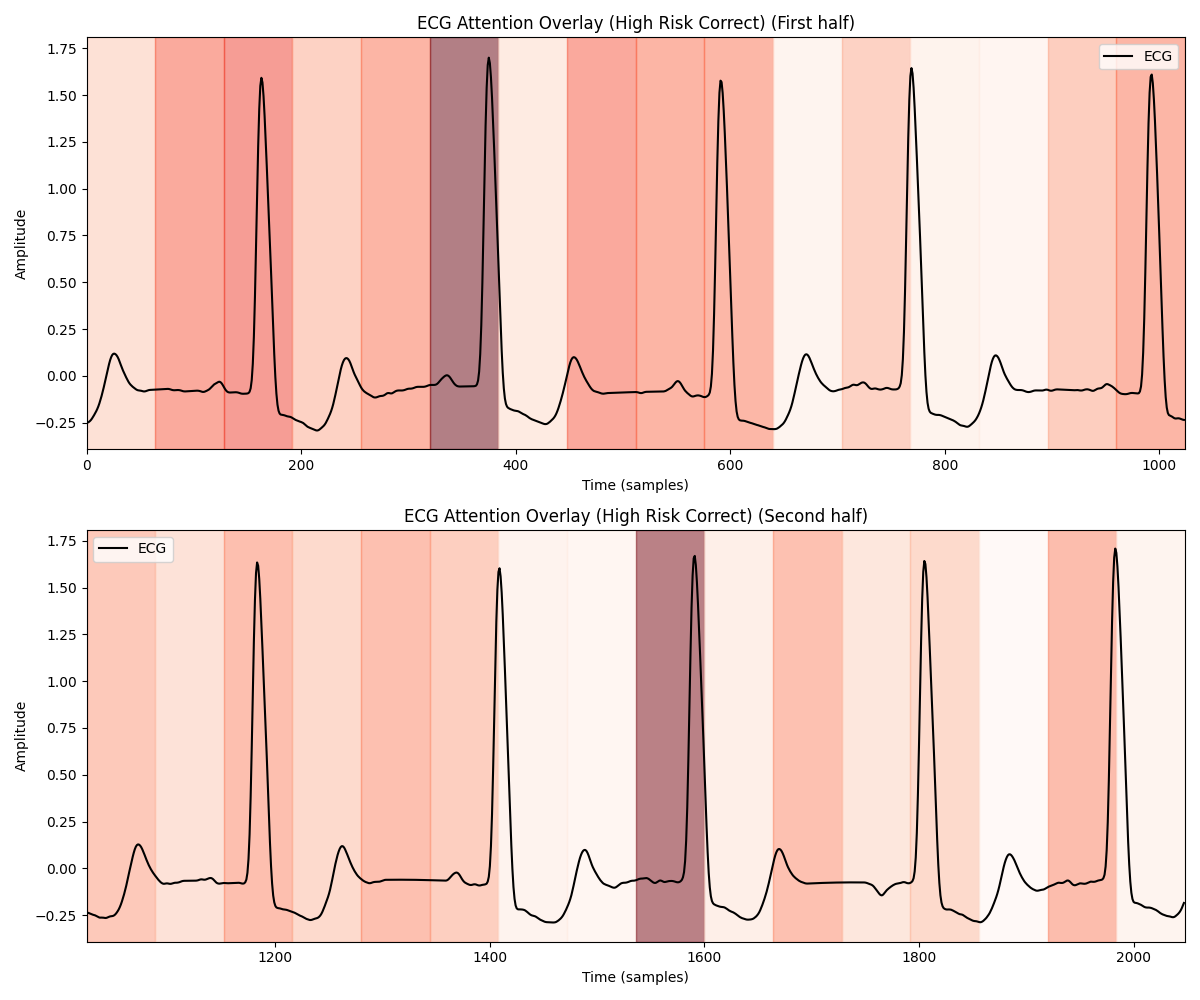 ECG Attention Overlay (High Risk Correct) (First half)
1.75
1.50
1.25
1.00
0.75
0.50
0.25
0.00
−0.25
Amplitude
ECG
0 200 400 600 800 1000
Time (samples)
ECG Attention Overlay (High Risk Correct) (Second half)
1.75
1.50
1.25
1.00
0.75
0.50
0.25
0.00
−0.25
Amplitude
ECG
1200 1400 1600 1800 2000
Time (samples)